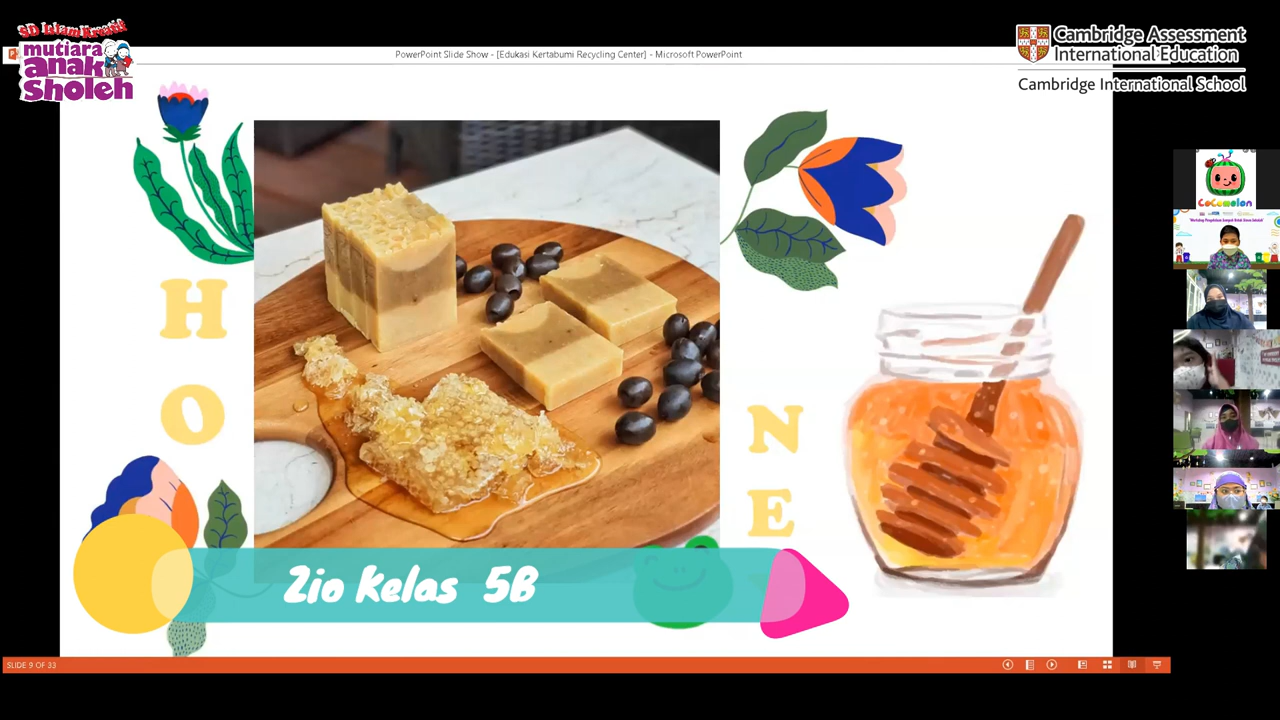 SD Islam Kreatif
mutiara
anak
sholeh
PowerPoint Slide Show - [Edukasi Kertabumi Recycling Center] - Microsoft PowerPoint
Cambridge Assessment
International Education
Cambridge International School
H
O
N
E
Zio Kelas 5B
CoComelon
SLIDE 9 OF 33